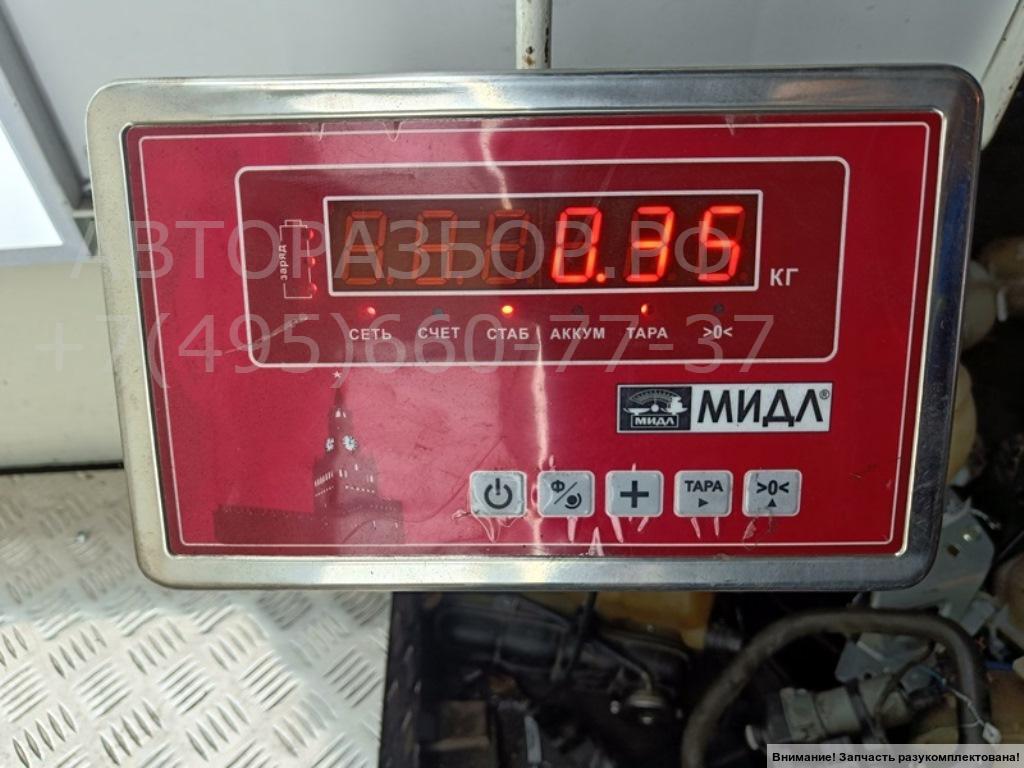 0.35
КГ
заряд
СЕТЬ СЧЕТ СТАБ АККУМ ТАРА >0<
АВТОРАЗБОР.РФ
+7(495)660-77-37
МИДЛ МИДЛ®
Ф ТАРА >0<
Внимание! Запчасть разукомплектована!